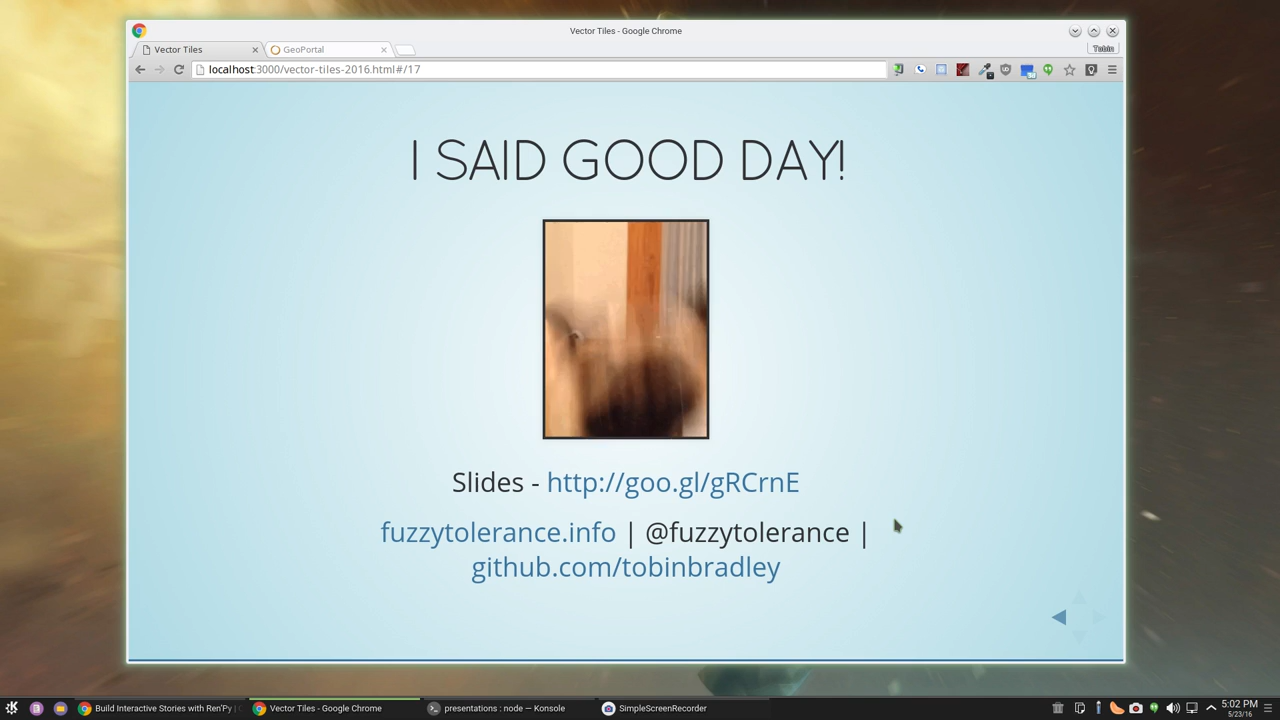 Vector Tiles - Google Chrome
Vector Tiles
GeoPortal
Tobin
localhost:3000/vector-tiles-2016.html#/17
I SAID GOOD DAY!
Slides - http://goo.gl/gRCrnE
fuzzytolerance.info | @fuzzytolerance |
github.com/tobinbradley
Build Interactive Stories with Ren'Py |
Vector Tiles - Google Chrome
presentations : node — Konsole
SimpleScreenRecorder
5:02 PM
5/23/16